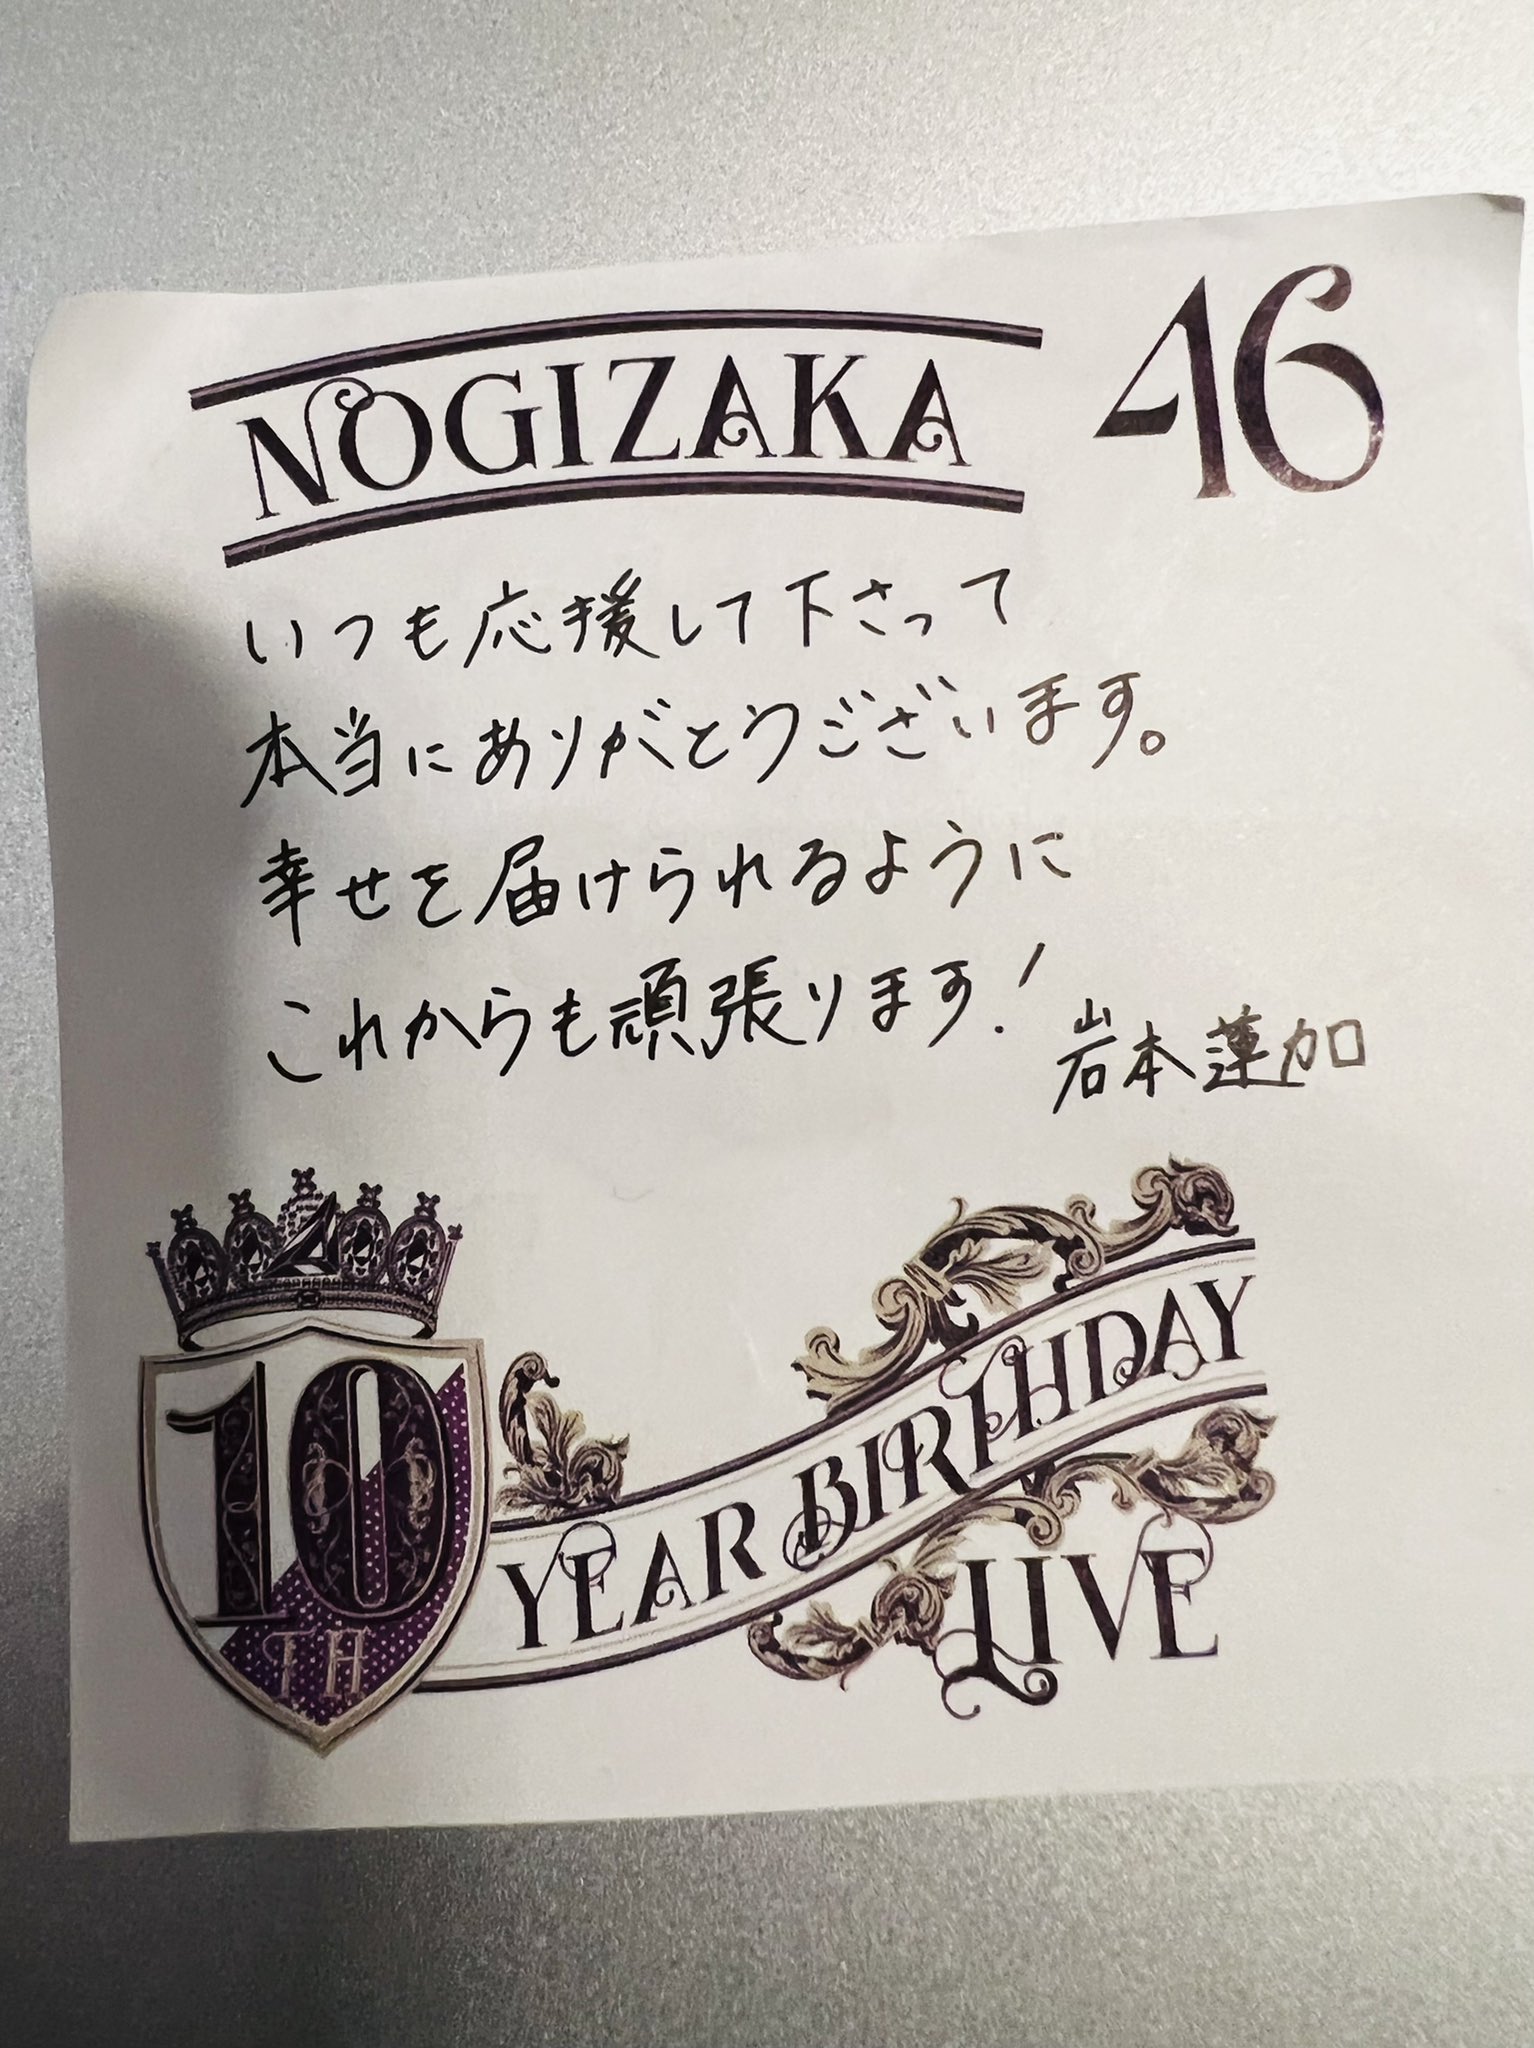 NOGIZAKA 46
いつも応援して下さって
本当にありがとうございます。
幸せを届けられるように
これからも頑張ります!
岩本蓮加
10
TH
YEAR BIRTHDAY
LIVE